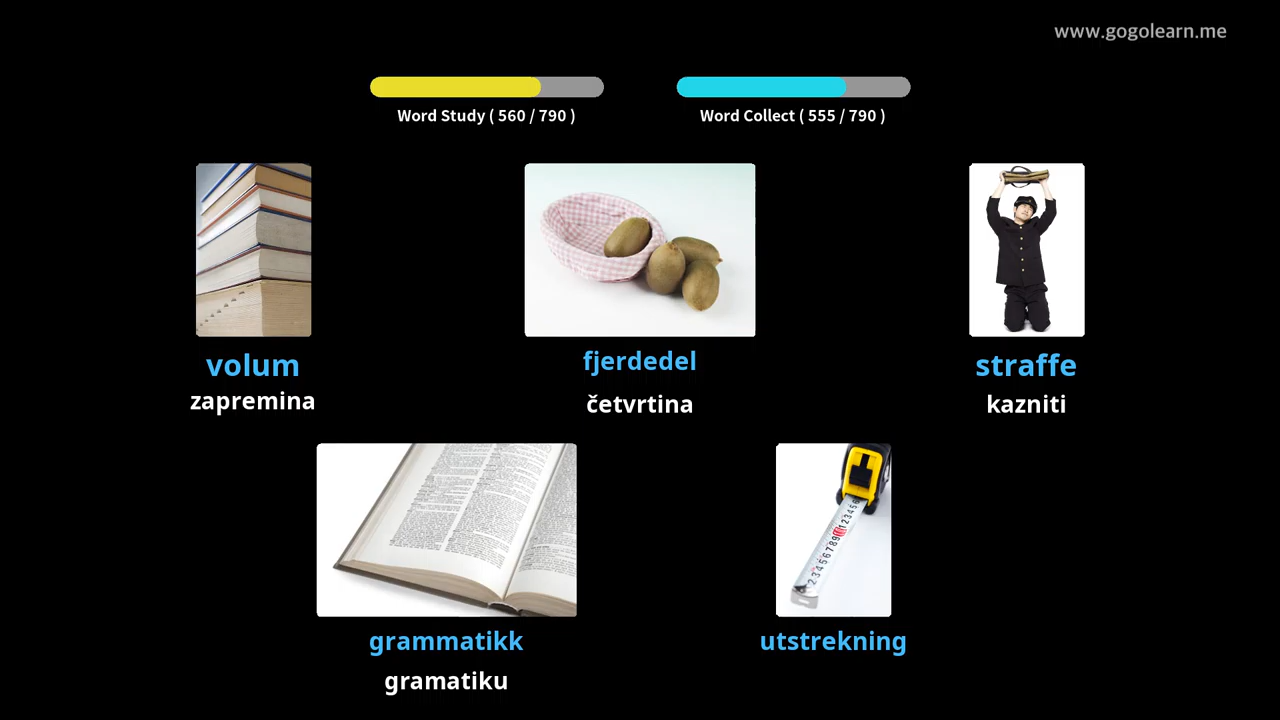 www.gogolearn.me
Word Study ( 560 / 790 )
Word Collect ( 555 / 790 )
volum
zapremina
fjerdedel
četvrtina
straffe
kazniti
grammatikk
gramatiku
utstrekning